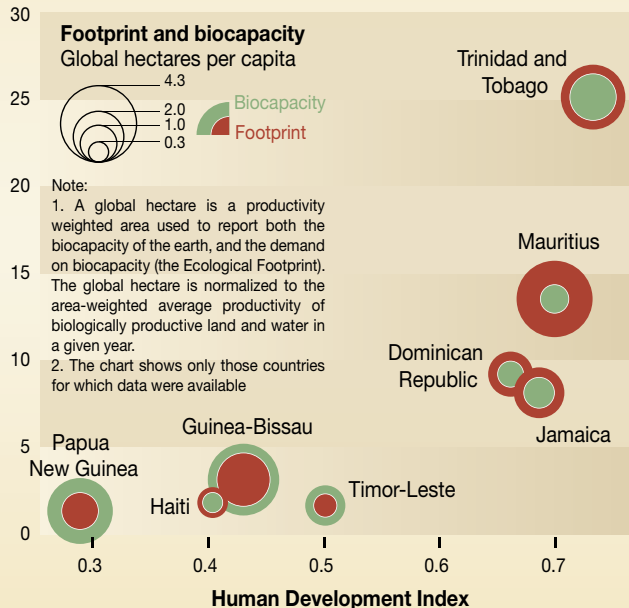 Footprint and biocapacity
Global hectares per capita
4.3
2.0
1.0
0.3
Biocapacity
Footprint
Note:
1. A global hectare is a productivity
weighted area used to report both the
biocapacity of the earth, and the demand
on biocapacity (the Ecological Footprint).
The global hectare is normalized to the
area-weighted average productivity of
biologically productive land and water in
a given year.
2. The chart shows only those countries
for which data were available
30
25
20
15
10
5
0
Trinidad and
Tobago
Mauritius
Dominican
Republic
Jamaica
Guinea-Bissau
Papua
New Guinea
Haiti
Timor-Leste
0.3
0.4
0.5
0.6
0.7
Human Development Index